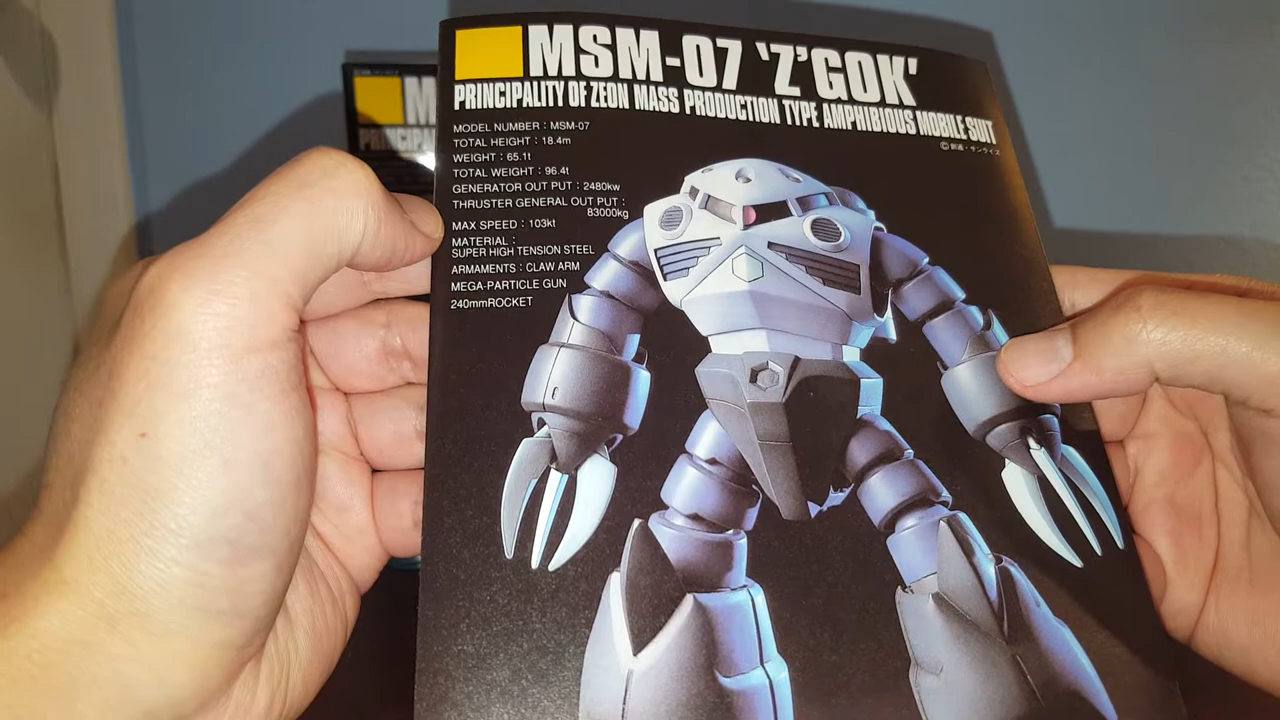 MSM-07 'Z'GOK'
PRINCIPALITY OF ZEON MASS PRODUCTION TYPE AMPHIBIOUS MOBILE SUIT
©創通・サンライズ
MODEL NUMBER：MSM-07
TOTAL HEIGHT：18.4m
WEIGHT：65.1t
TOTAL WEIGHT：96.4t
GENERATOR OUT PUT：2480kw
THRUSTER GENERAL OUT PUT：
83000kg
MAX SPEED：103kt
MATERIAL：
SUPER HIGH TENSION STEEL
ARMAMENTS：CLAW ARM
MEGA-PARTICLE GUN
240mmROCKET
M
PRINCIPA